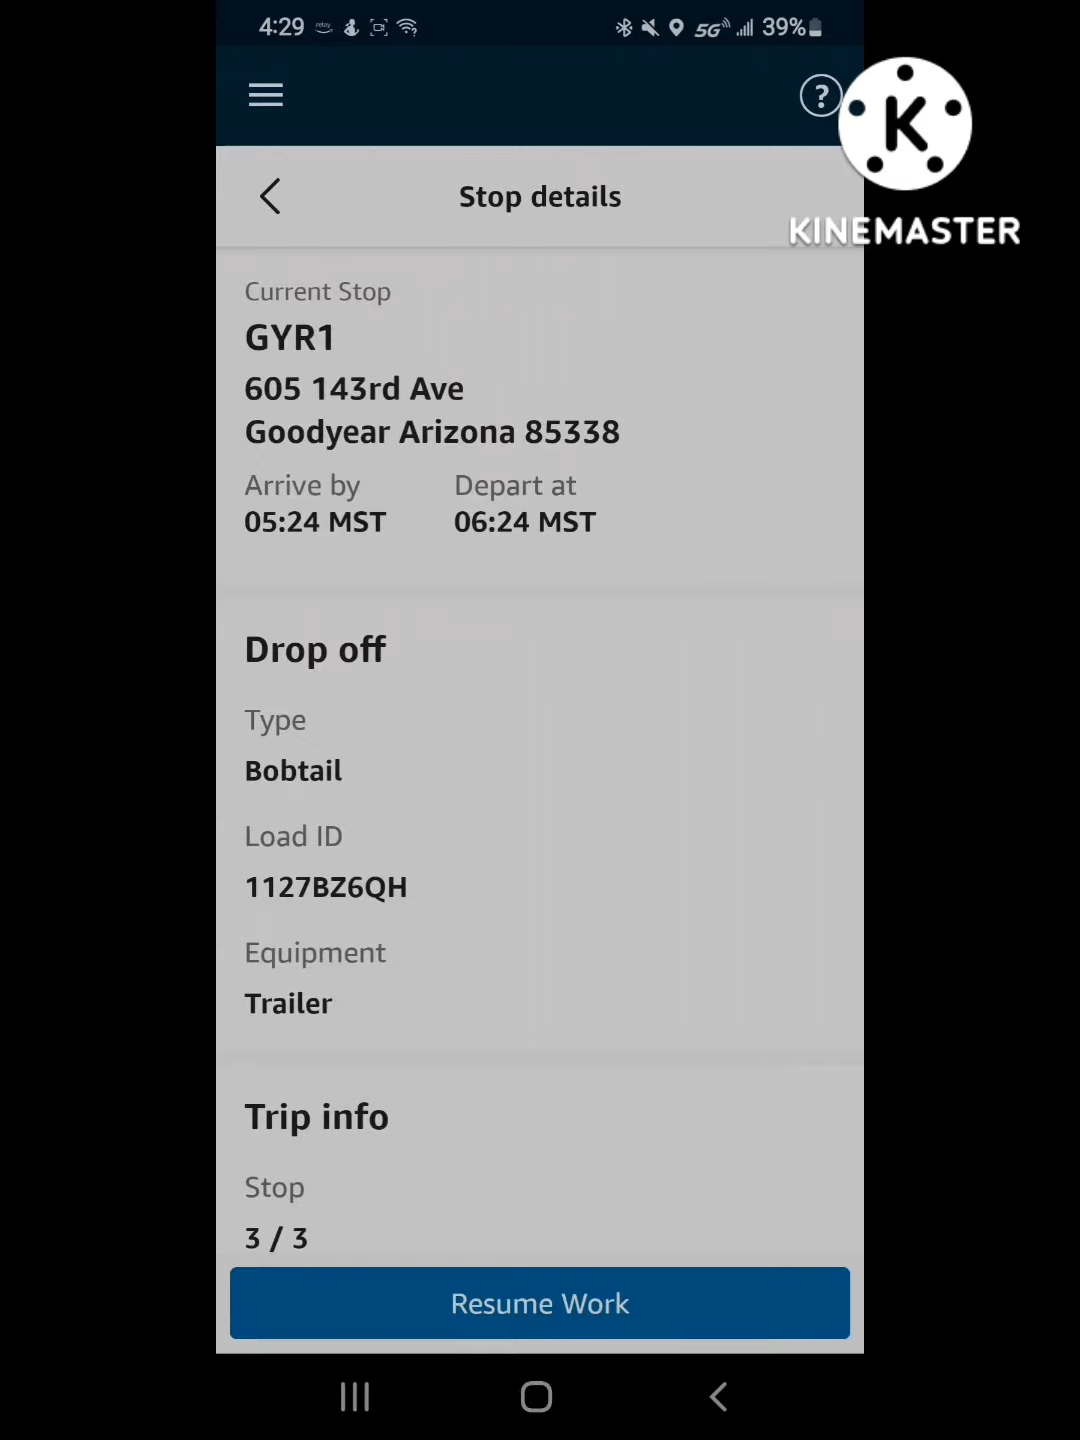 4:29 relay 5G 39%
?
K
KINEMASTER
Stop details
Current Stop
GYR1
605 143rd Ave
Goodyear Arizona 85338
Arrive by Depart at
05:24 MST 06:24 MST
Drop off
Type
Bobtail
Load ID
1127BZ6QH
Equipment
Trailer
Trip info
Stop
3 / 3
Resume Work